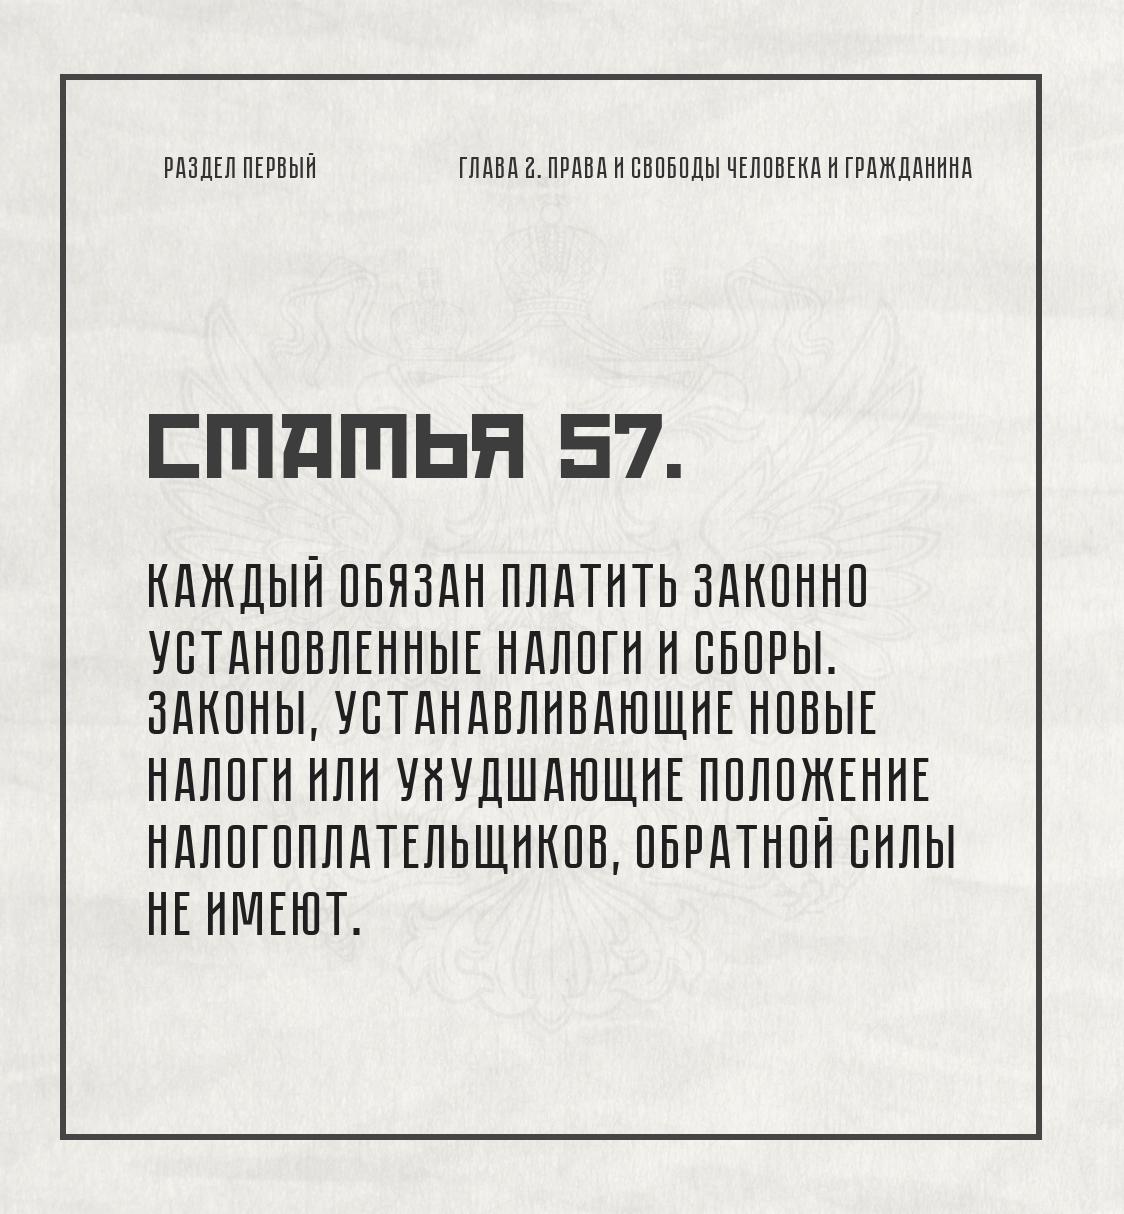 РАЗДЕЛ ПЕРВЫЙ
ГЛАВА 2. ПРАВА И СВОБОДЫ ЧЕЛОВЕКА И ГРАЖДАНИНА
СТАТЬЯ 57.
КАЖДЫЙ ОБЯЗАН ПЛАТИТЬ ЗАКОННО
УСТАНОВЛЕННЫЕ НАЛОГИ И СБОРЫ.
ЗАКОНЫ, УСТАНАВЛИВАЮЩИЕ НОВЫЕ
НАЛОГИ ИЛИ УХУДШАЮЩИЕ ПОЛОЖЕНИЕ
НАЛОГОПЛАТЕЛЬЩИКОВ, ОБРАТНОЙ СИЛЫ
НЕ ИМЕЮТ.